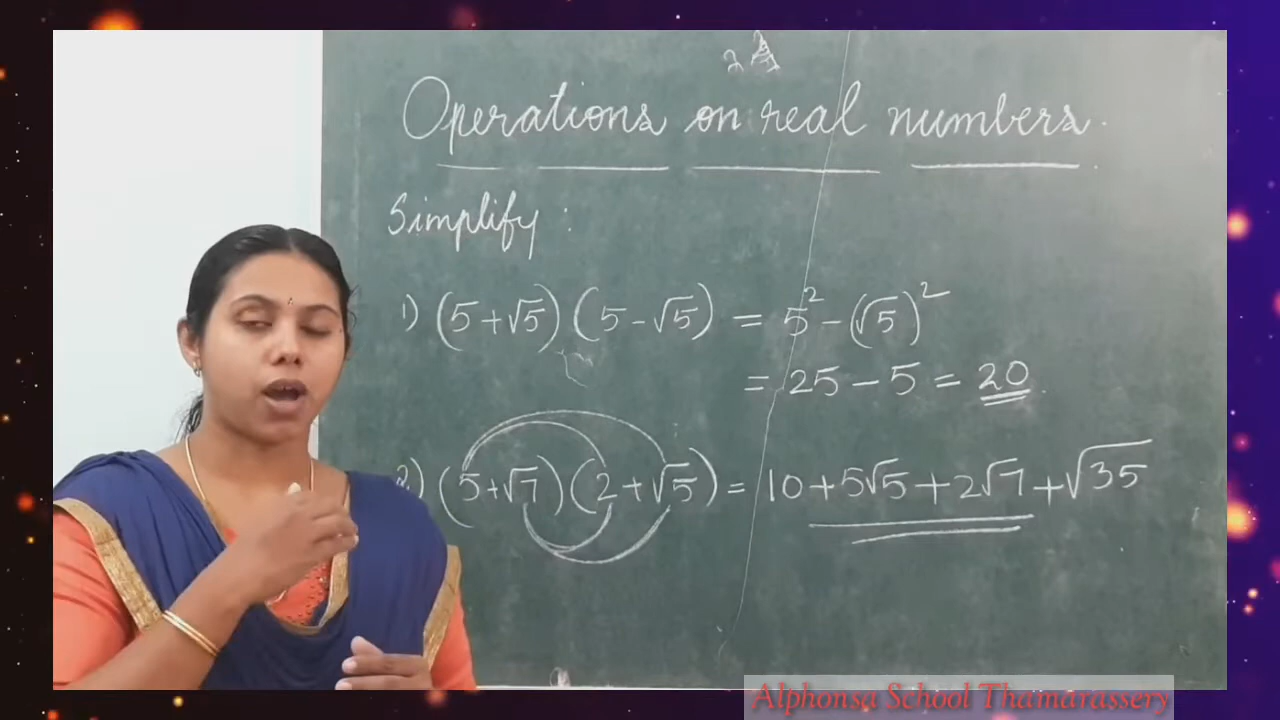 Operations on real numbers.
Simplify :
1) (5+√5) (5-√5) = 5² - (√5)²
= 25 - 5 = 20
2) (5+√7) (2+√5) = 10+5√5+2√7+√35
Alphonsa School Thamarassery